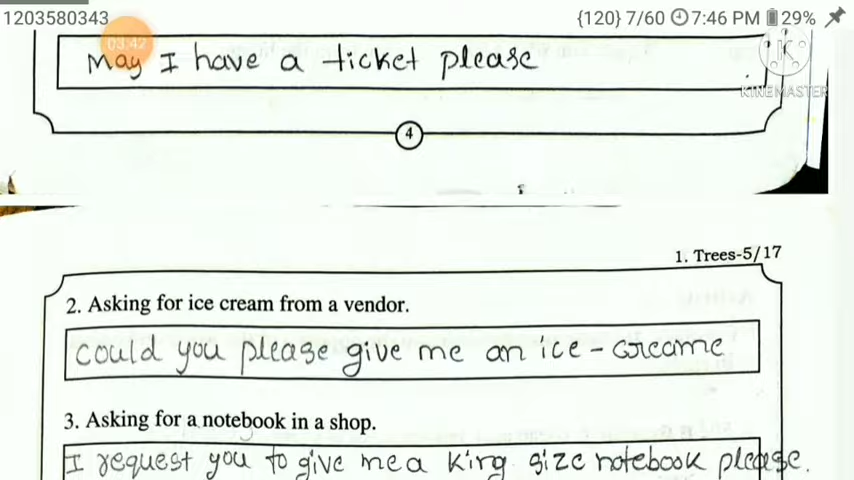 1203580343
{120} 7/60 7:46 PM 29%
03:42
K
KINEMASTER
May I have a ticket please
4
1. Trees-5/17
2. Asking for ice cream from a vendor.
Could you please give me an ice-creame
3. Asking for a notebook in a shop.
I request you to give me a King size notebook please.